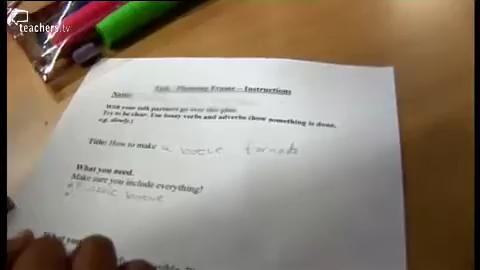 teachers.tv
Talk Planning Frame – Instructions
Name:
With your talk partners go over this plan.
Try to be clear. Use bossy verbs and adverbs (how something is done,
e.g. slowly.)
Title: How to make a bottle tornado
What you need.
Make sure you include everything!